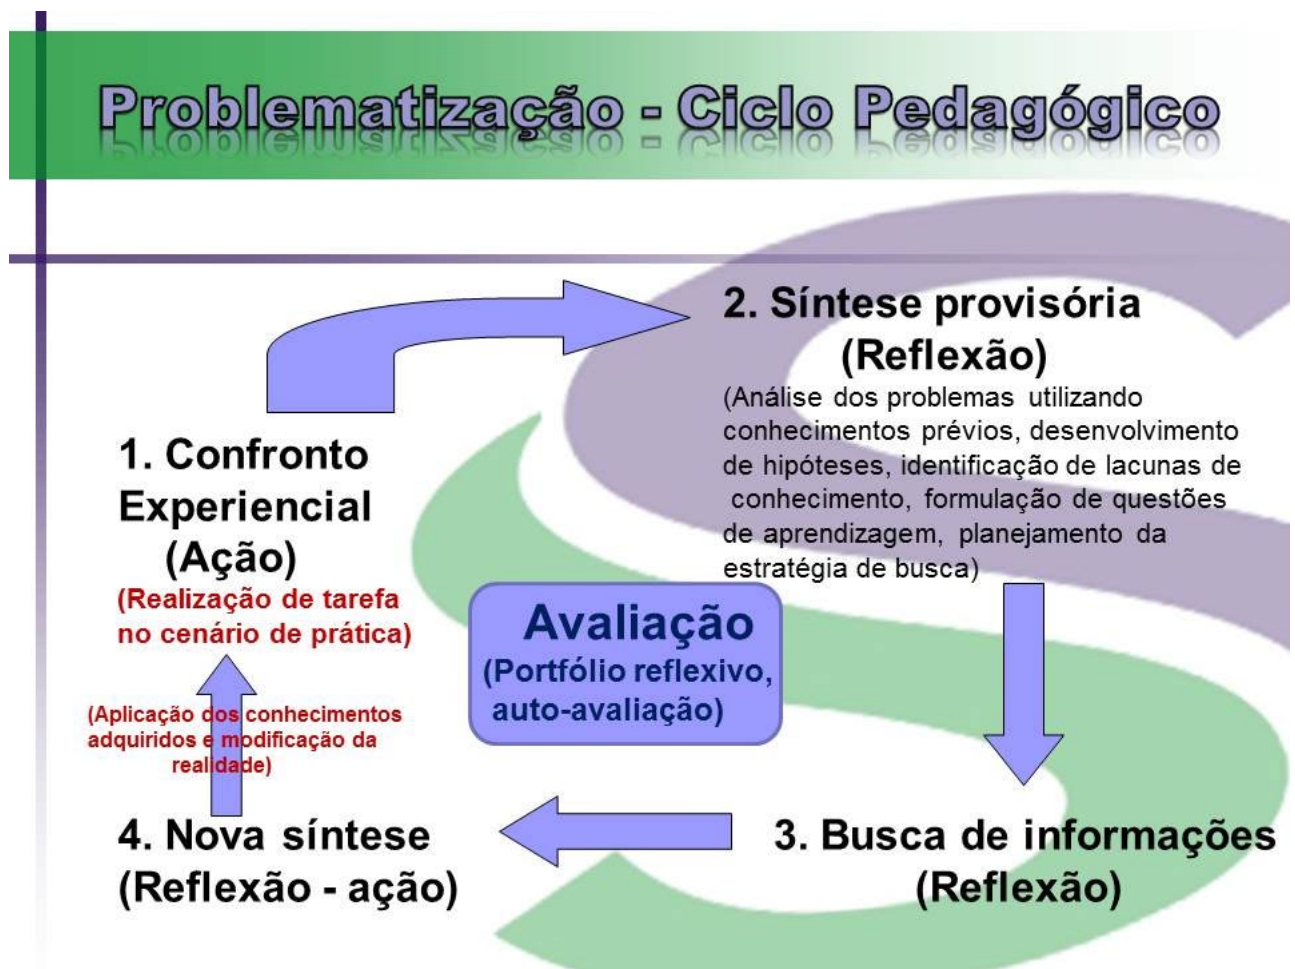 Problematização - Ciclo Pedagógico
1. Confronto
Experiencial
(Ação)
(Realização de tarefa
no cenário de prática)
2. Síntese provisória
(Reflexão)
(Análise dos problemas utilizando
conhecimentos prévios, desenvolvimento
de hipóteses, identificação de lacunas de
conhecimento, formulação de questões
de aprendizagem, planejamento da
estratégia de busca)
Avaliação
(Portfólio reflexivo,
auto-avaliação)
3. Busca de informações
(Reflexão)
4. Nova síntese
(Reflexão - ação)
(Aplicação dos conhecimentos
adquiridos e modificação da
realidade)